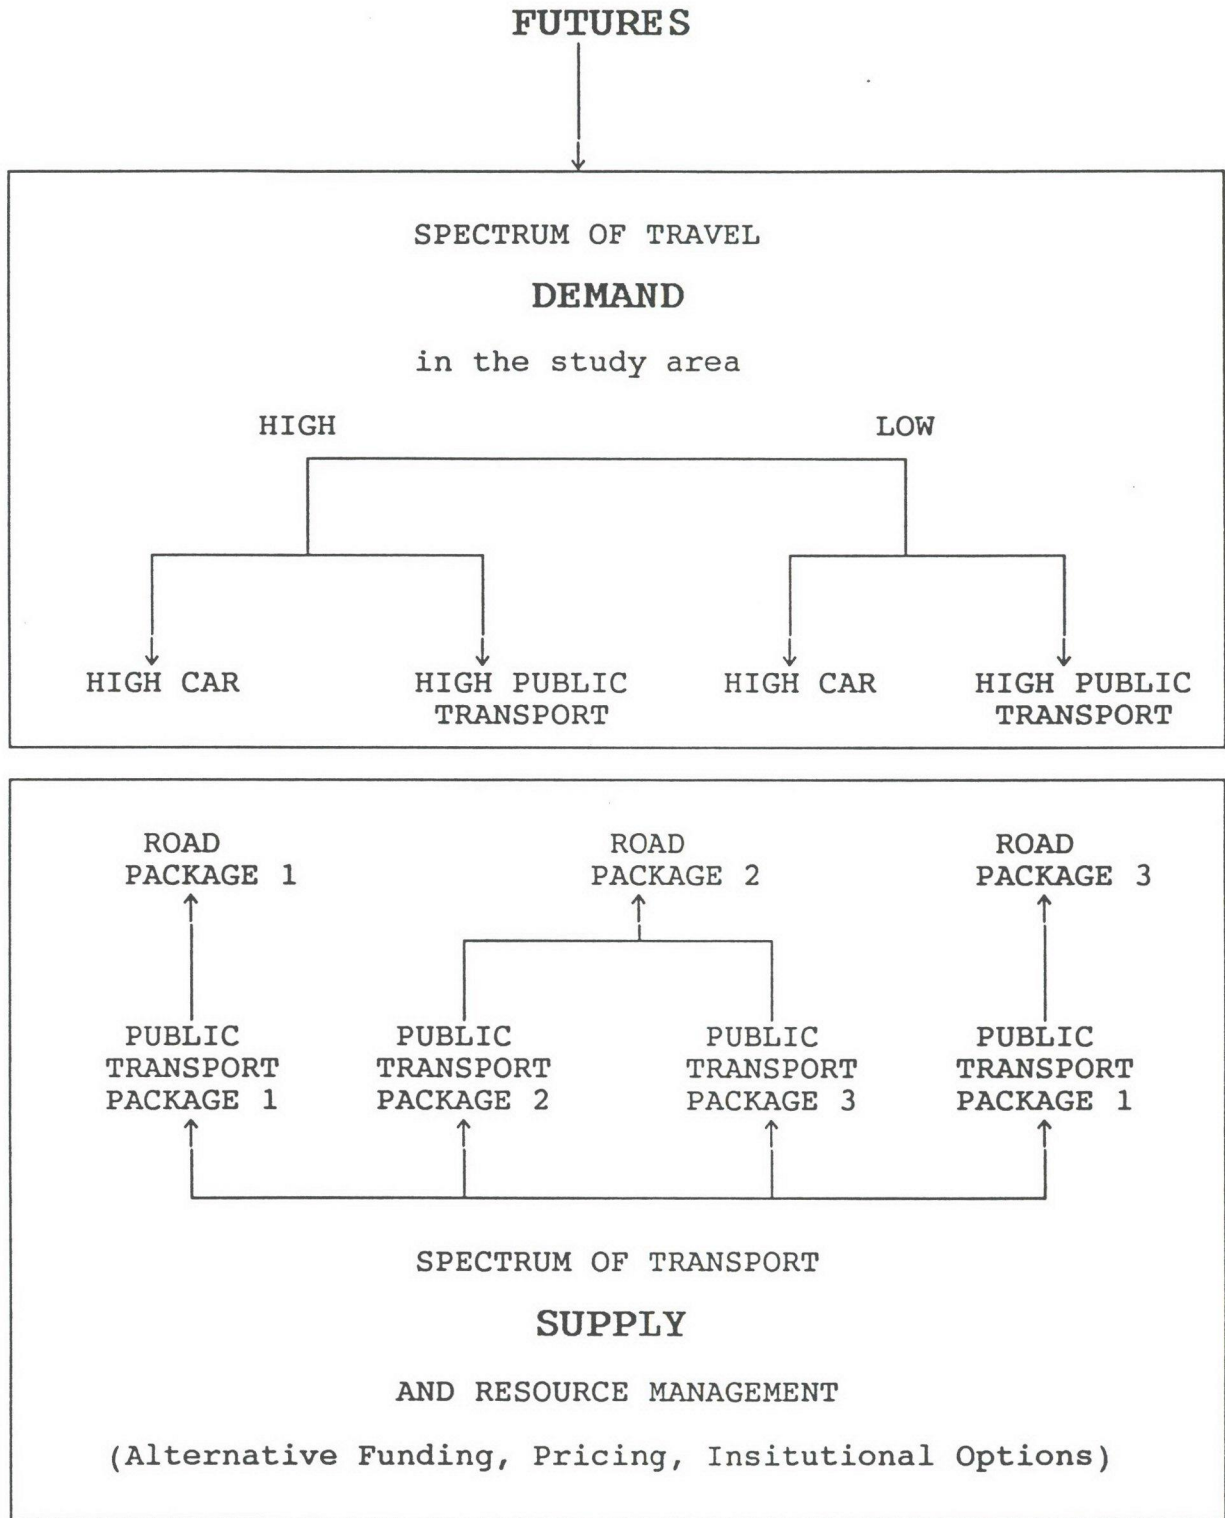 FUTURES
SPECTRUM OF TRAVEL
DEMAND
in the study area
HIGH
LOW
HIGH CAR
HIGH PUBLIC
TRANSPORT
HIGH CAR
HIGH PUBLIC
TRANSPORT
ROAD
PACKAGE 1
ROAD
PACKAGE 2
ROAD
PACKAGE 3
PUBLIC
TRANSPORT
PACKAGE 1
PUBLIC
TRANSPORT
PACKAGE 2
PUBLIC
TRANSPORT
PACKAGE 3
PUBLIC
TRANSPORT
PACKAGE 1
SPECTRUM OF TRANSPORT
SUPPLY
AND RESOURCE MANAGEMENT
(Alternative Funding, Pricing, Insitutional Options)